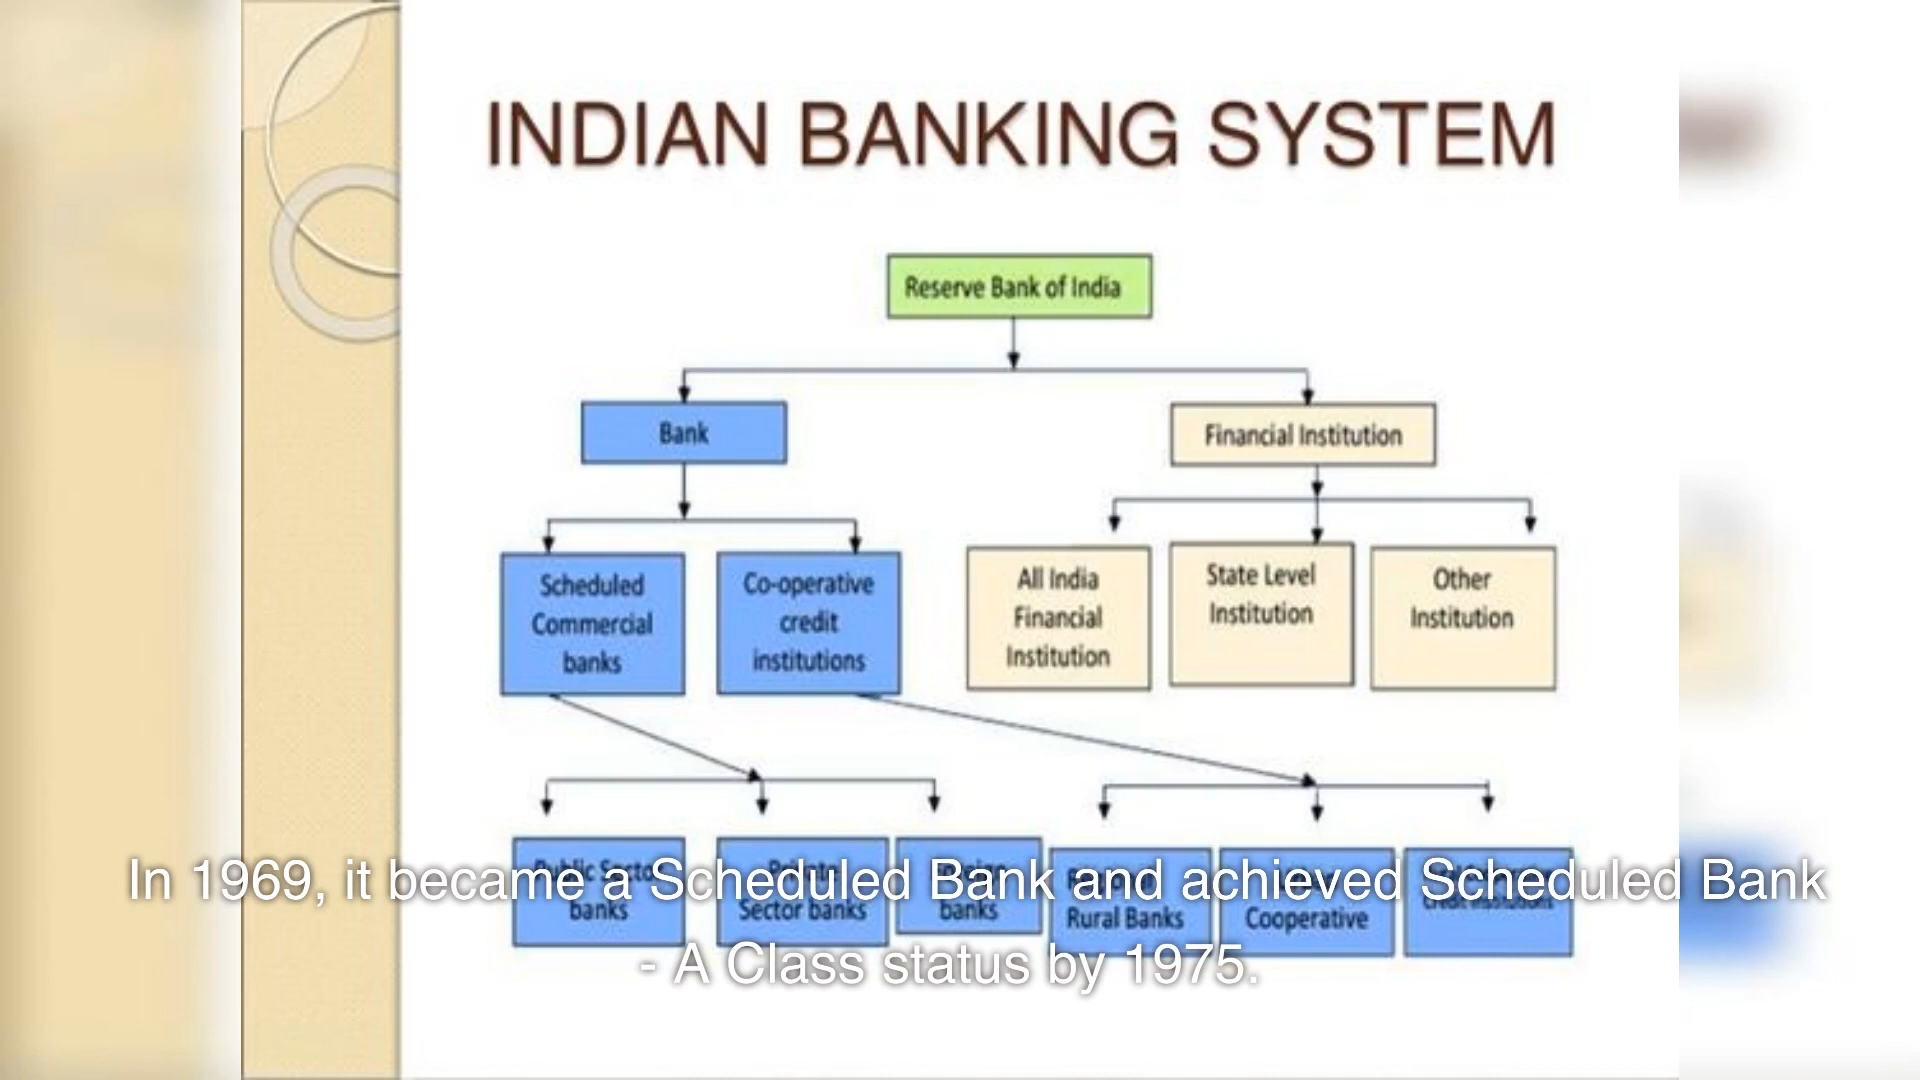 INDIAN BANKING SYSTEM
Reserve Bank of India
Bank
Financial Institution
Scheduled
Commercial
banks
Co-operative
credit
institutions
All India
Financial
Institution
State Level
Institution
Other
Institution
Public Sector
banks
Sector banks
banks
Rural Banks
Cooperative
In 1969, it became a Scheduled Bank and achieved Scheduled Bank
- A Class status by 1975.